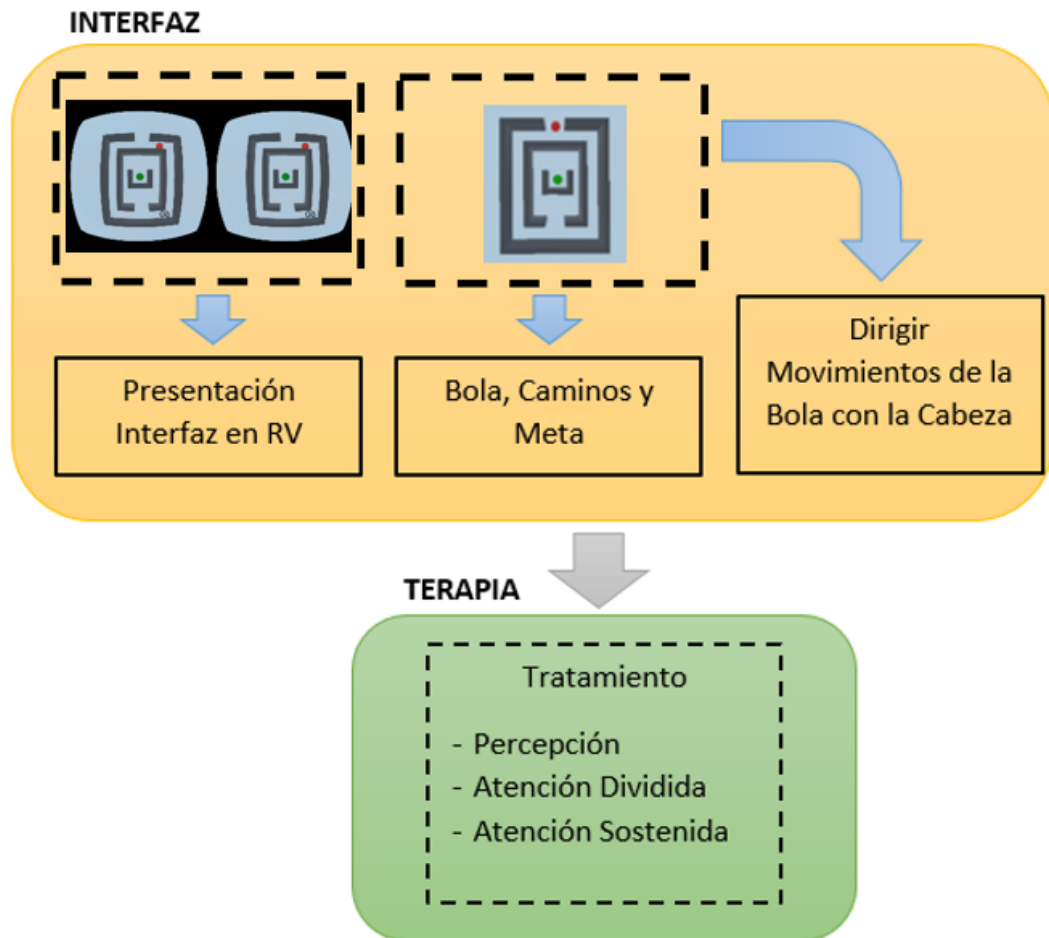 INTERFAZ
Presentación
Interfaz en RV
Bola, Caminos y
Meta
Dirigir
Movimientos de la
Bola con la Cabeza
TERAPIA
Tratamiento
- Percepción
- Atención Dividida
- Atención Sostenida